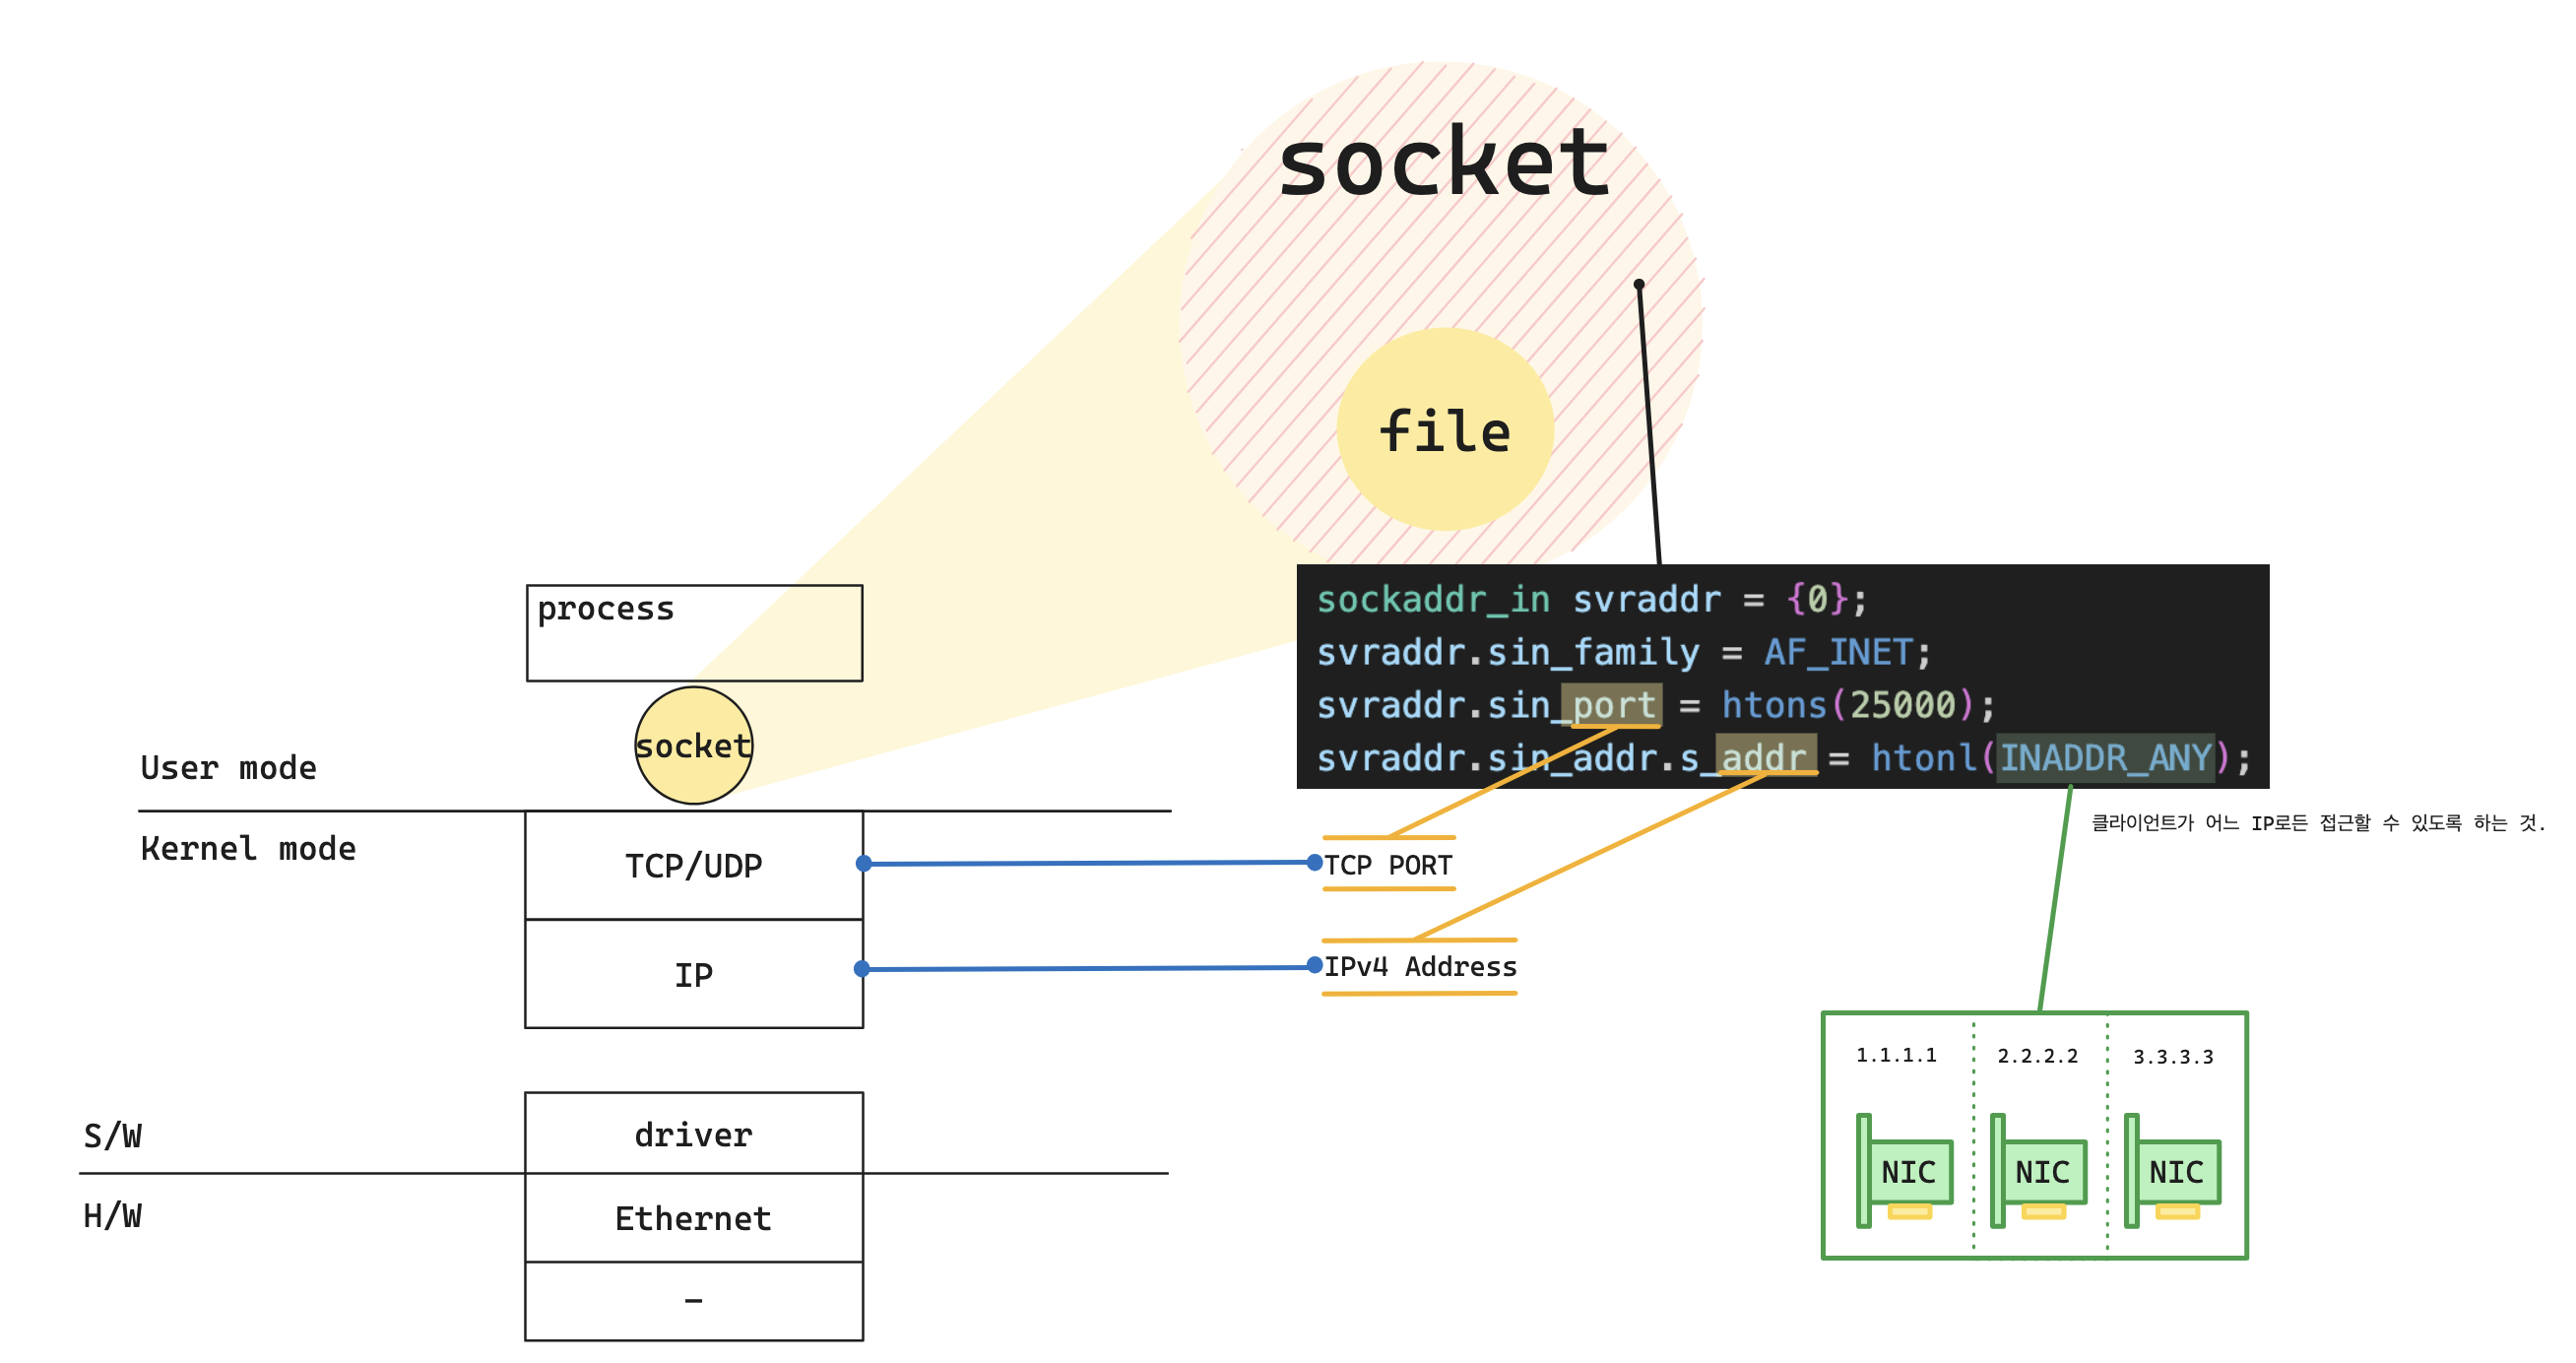 socket
file
process
socket
User mode
Kernel mode
TCP/UDP
IP
S/W
H/W
driver
Ethernet
-
sockaddr_in svraddr = {0};
svraddr.sin_family = AF_INET;
svraddr.sin_port = htons(25000);
svraddr.sin_addr.s_addr = htonl(INADDR_ANY);
클라이언트가 어느 IP로든 접근할 수 있도록 하는 것.
TCP PORT
IPv4 Address
1.1.1.1
2.2.2.2
3.3.3.3
NIC
NIC
NIC